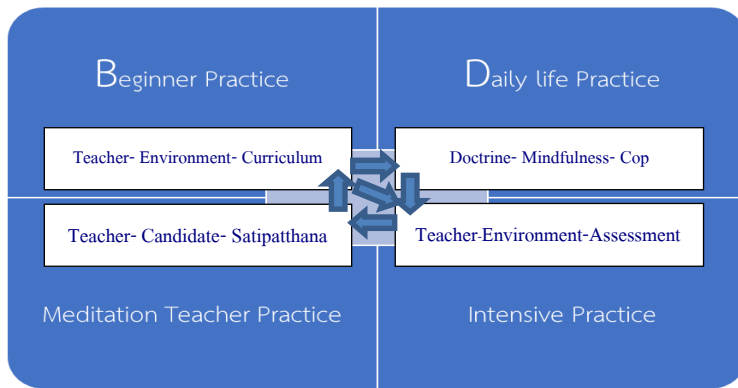 Beginner Practice
Daily life Practice
Teacher- Environment- Curriculum
Doctrine- Mindfulness- Cop
Teacher- Candidate- Satipatthana
Teacher-Environment-Assessment
Meditation Teacher Practice
Intensive Practice